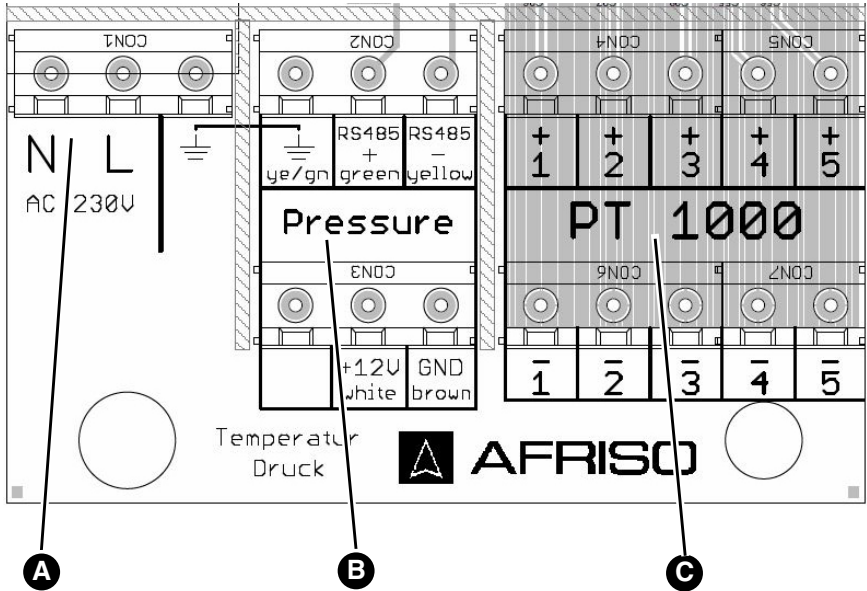 CON1
CON2
CON4
CON5
N L
AC 230V
ye/gn
RS485
+
green
RS485
-
yellow
+ + + + +
1 2 3 4 5
Pressure
PT 1000
CON3
CON6
CON7
+12V
white
GND
brown
- - - - -
1 2 3 4 5
Temperatur
Druck
AFRISO
A
B
C